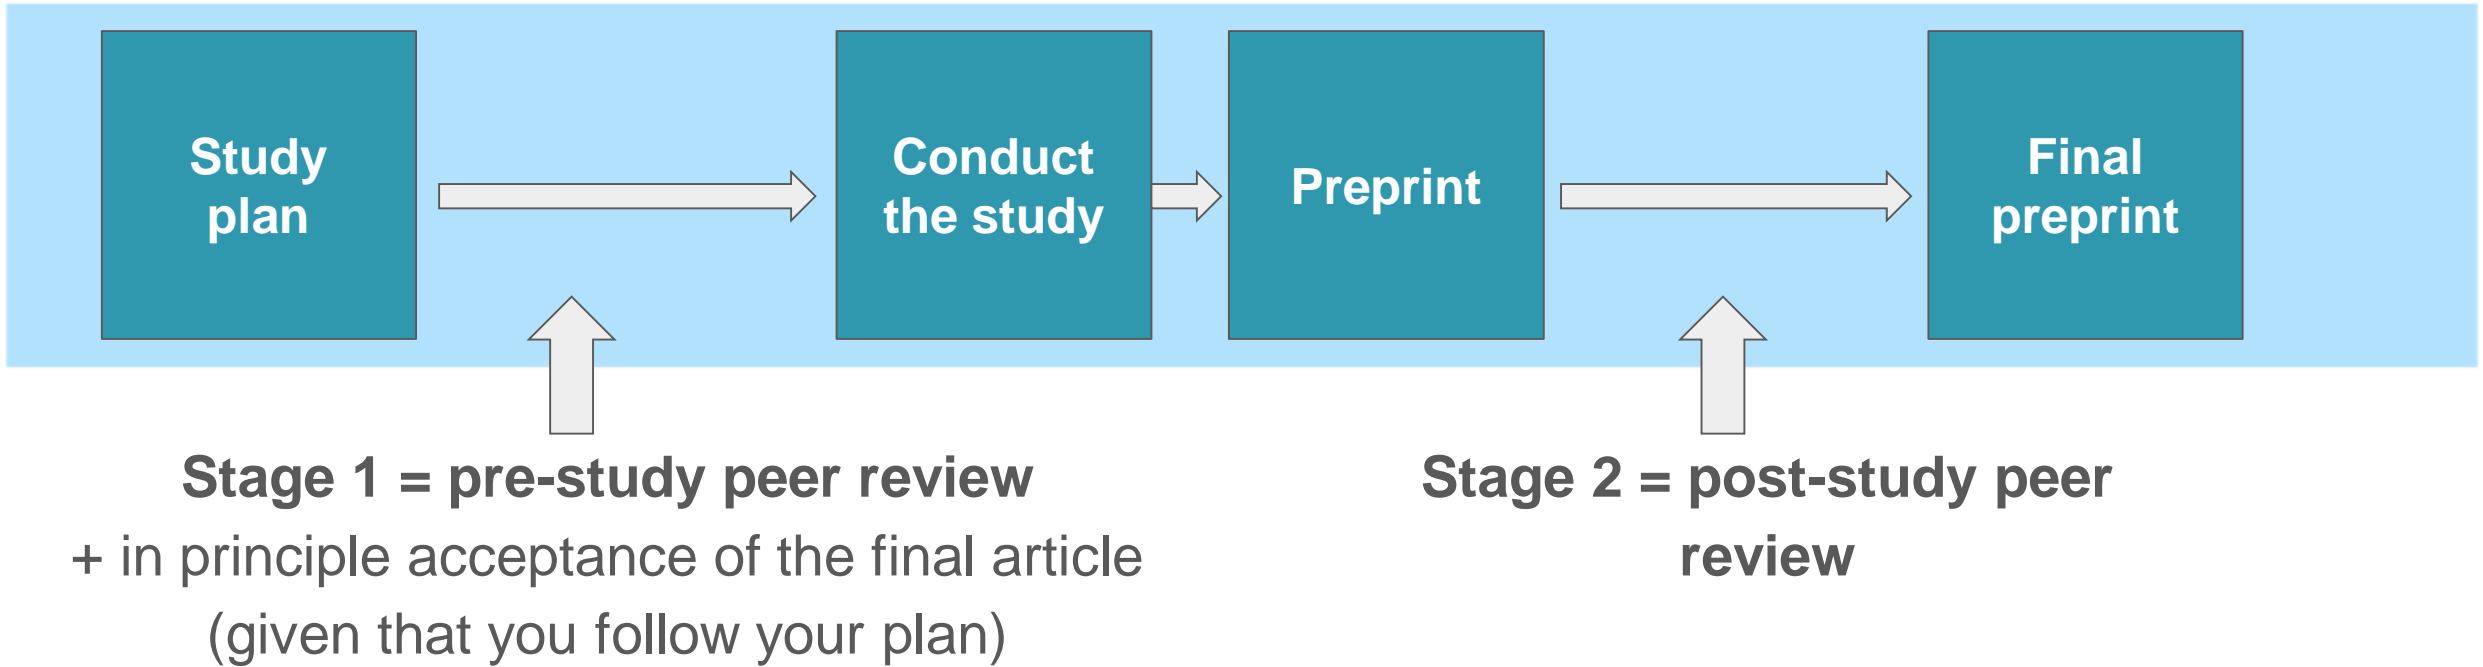 Study
plan
Conduct
the study
Preprint
Final
preprint
Stage 1 = pre-study peer review
+ in principle acceptance of the final article
(given that you follow your plan)
Stage 2 = post-study peer
review